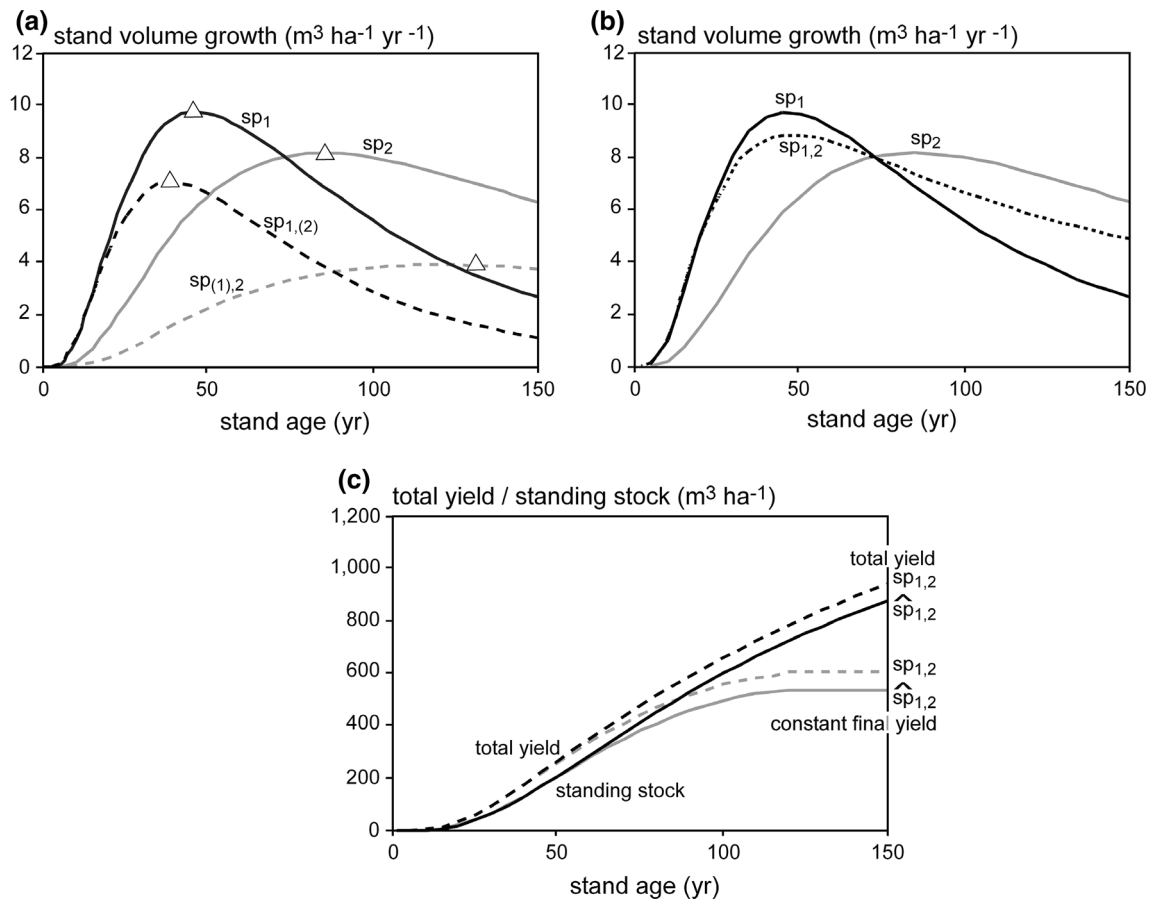 (a)
stand volume growth (m³ ha-¹ yr -¹)
12
10
8
6
4
2
0
sp₁
sp₂
sp₁,₍₂₎
sp₍₁₎,₂
0 50 100 150
stand age (yr)
(b)
stand volume growth (m³ ha-¹ yr -¹)
12
10
8
6
4
2
0
sp₁
sp₁,₂
sp₂
0 50 100 150
stand age (yr)
(c)
total yield / standing stock (m³ ha-¹)
1,200
1,000
800
600
400
200
0
total yield
sp₁,₂
ŝp₁,₂
sp₁,₂
ŝp₁,₂
constant final yield
total yield
standing stock
0 50 100 150
stand age (yr)